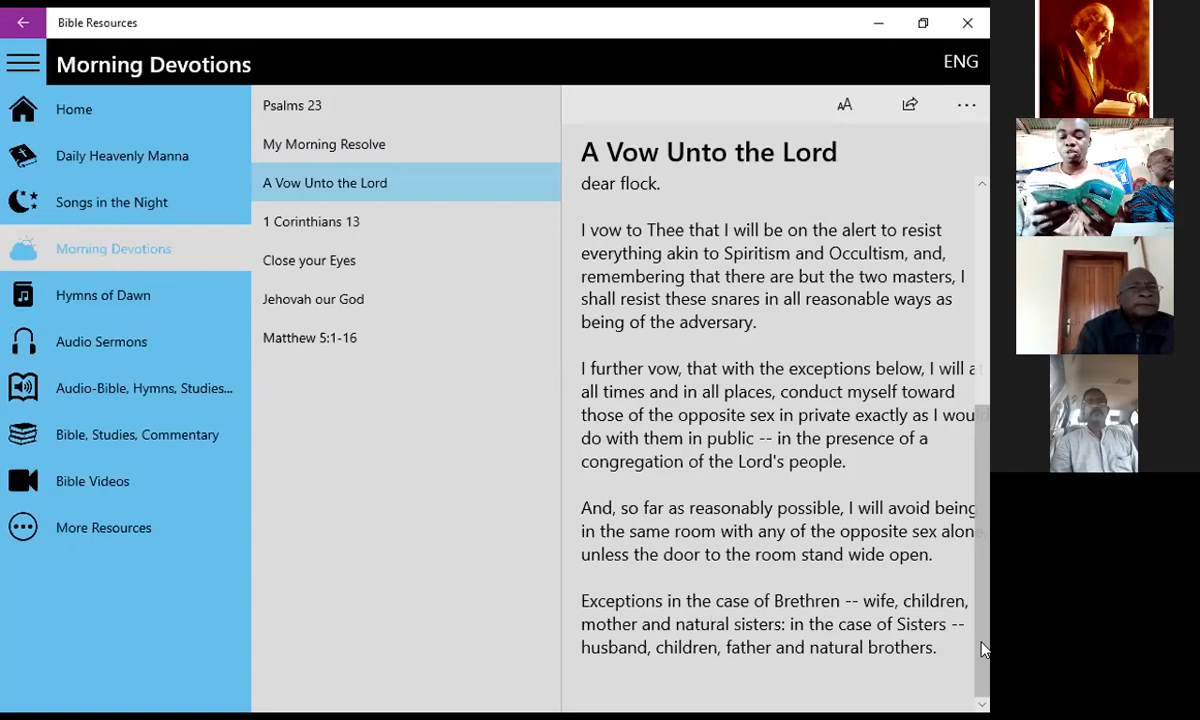 Bible Resources
Morning Devotions
ENG
Home
Daily Heavenly Manna
Songs in the Night
Morning Devotions
Hymns of Dawn
Audio Sermons
Audio-Bible, Hymns, Studies...
Bible, Studies, Commentary
Bible Videos
More Resources
Psalms 23
My Morning Resolve
A Vow Unto the Lord
1 Corinthians 13
Close your Eyes
Jehovah our God
Matthew 5:1-16
AA
A Vow Unto the Lord
dear flock.
I vow to Thee that I will be on the alert to resist
everything akin to Spiritism and Occultism, and,
remembering that there are but the two masters, I
shall resist these snares in all reasonable ways as
being of the adversary.
I further vow, that with the exceptions below, I will at
all times and in all places, conduct myself toward
those of the opposite sex in private exactly as I would
do with them in public -- in the presence of a
congregation of the Lord's people.
And, so far as reasonably possible, I will avoid being
in the same room with any of the opposite sex alone,
unless the door to the room stand wide open.
Exceptions in the case of Brethren -- wife, children,
mother and natural sisters: in the case of Sisters --
husband, children, father and natural brothers.